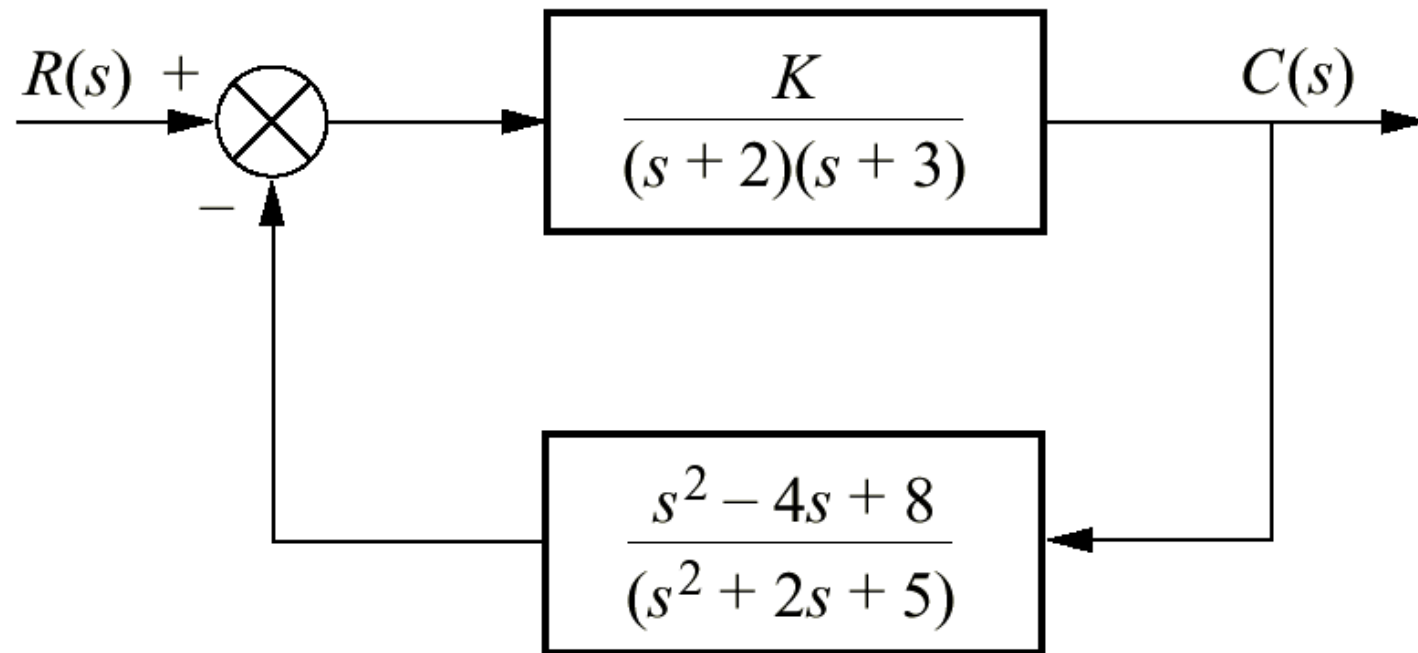 R(s) + K C(s)
(s + 2)(s + 3)
−
s² − 4s + 8
(s² + 2s + 5)